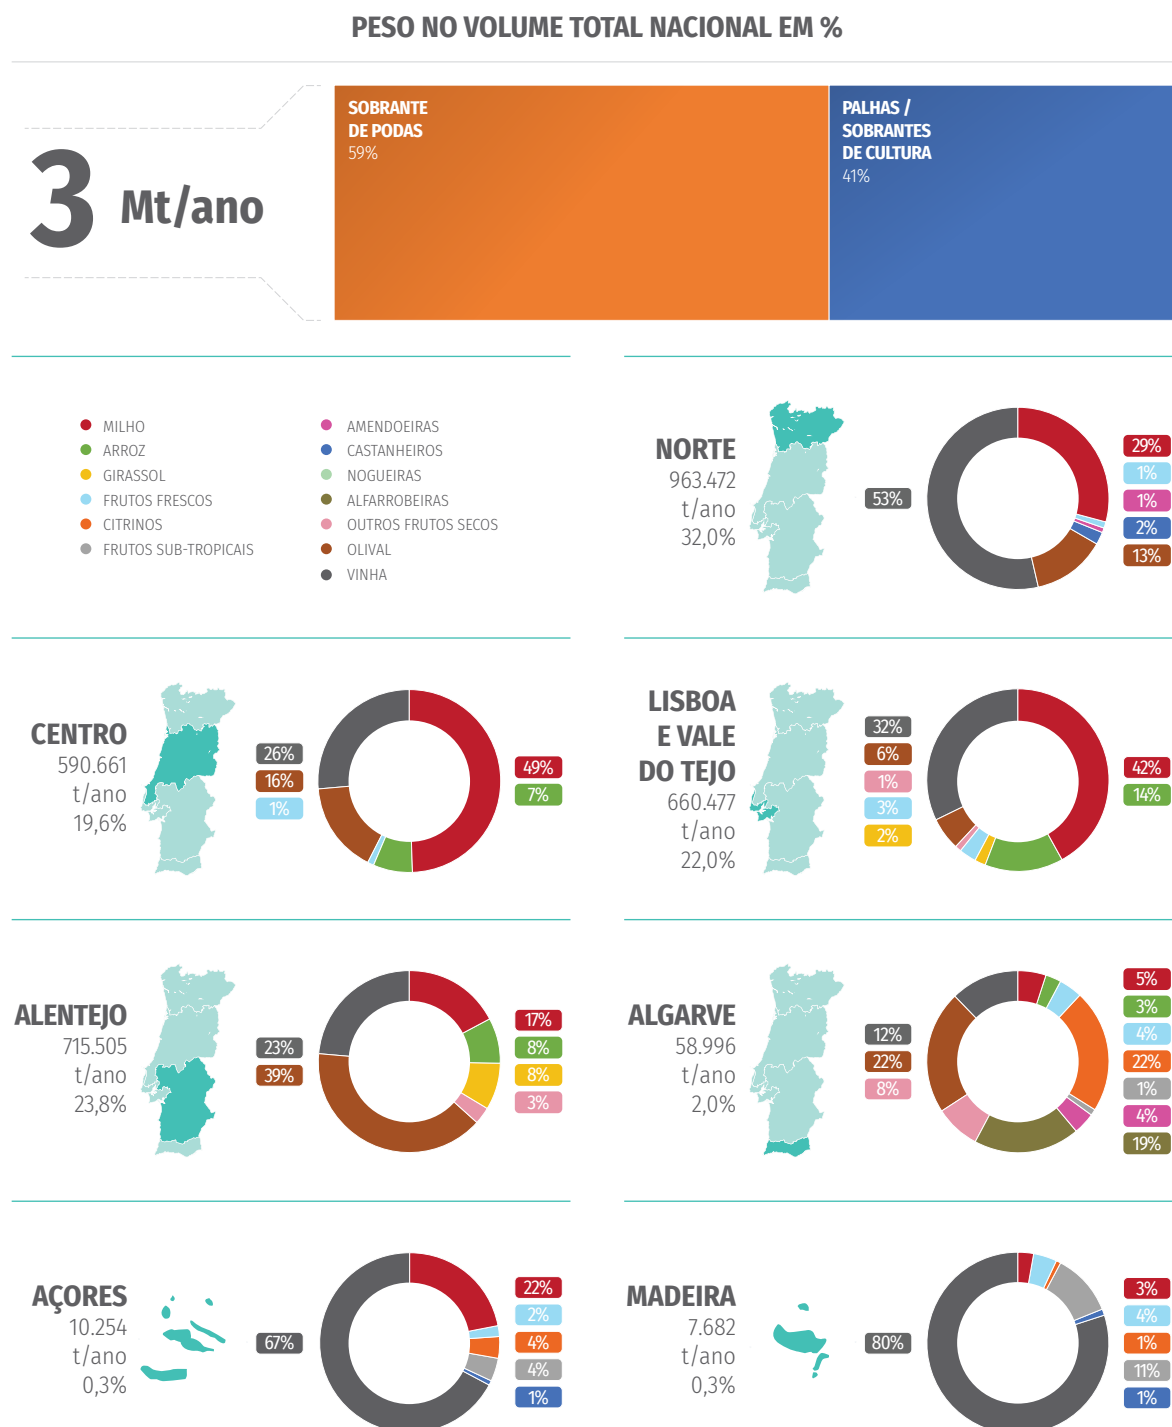 PESO NO VOLUME TOTAL NACIONAL EM %
3 Mt/ano
SOBRANTE
DE PODAS
59%
PALHAS /
SOBRANTES
DE CULTURA
41%
MILHO
ARROZ
GIRASSOL
FRUTOS FRESCOS
CITRINOS
FRUTOS SUB-TROPICAIS
AMENDOEIRAS
CASTANHEIROS
NOGUEIRAS
ALFARROBEIRAS
OUTROS FRUTOS SECOS
OLIVAL
VINHA
NORTE
963.472
t/ano
32,0%
53%
29%
1%
1%
2%
13%
CENTRO
590.661
t/ano
19,6%
26%
16%
1%
49%
7%
LISBOA
E VALE
DO TEJO
660.477
t/ano
22,0%
32%
6%
1%
3%
2%
42%
14%
ALENTEJO
715.505
t/ano
23,8%
23%
39%
17%
8%
8%
3%
ALGARVE
58.996
t/ano
2,0%
12%
22%
8%
5%
3%
4%
22%
1%
4%
19%
AÇORES
10.254
t/ano
0,3%
67%
22%
2%
4%
4%
1%
MADEIRA
7.682
t/ano
0,3%
80%
3%
4%
1%
11%
1%